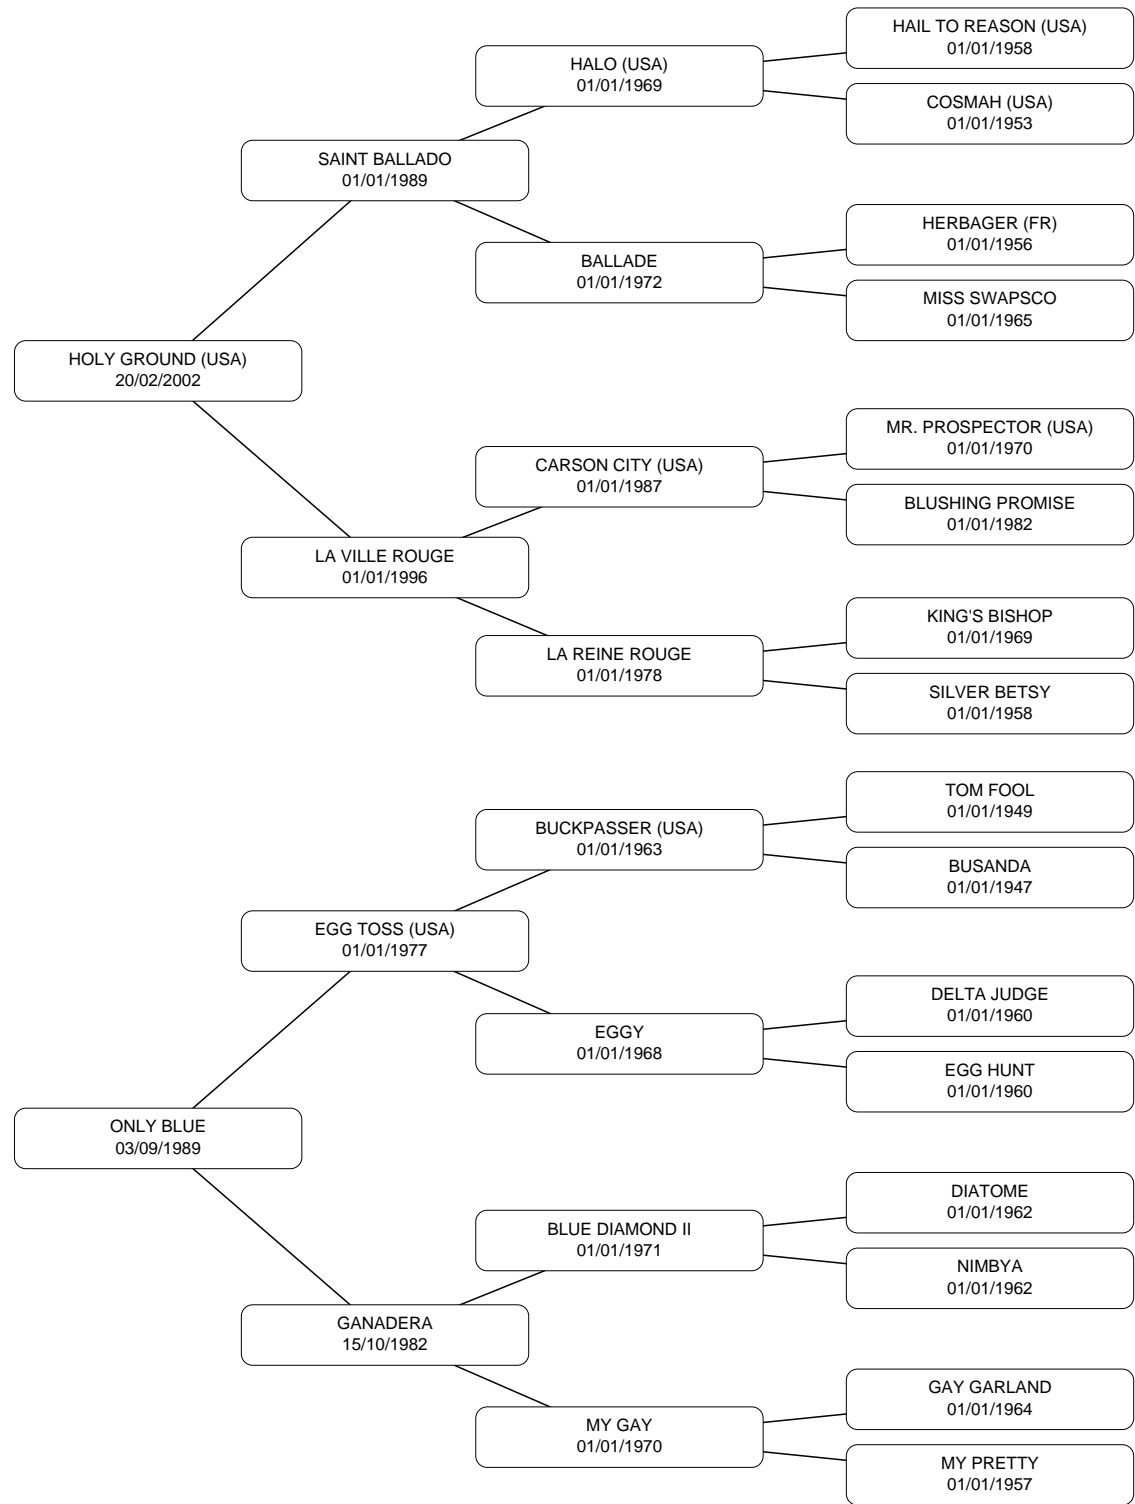 HAIL TO REASON (USA)
01/01/1958
HALO (USA)
01/01/1969
COSMAH (USA)
01/01/1953
SAINT BALLADO
01/01/1989
HERBAGER (FR)
01/01/1956
BALLADE
01/01/1972
MISS SWAPSCO
01/01/1965
HOLY GROUND (USA)
20/02/2002
MR. PROSPECTOR (USA)
01/01/1970
CARSON CITY (USA)
01/01/1987
BLUSHING PROMISE
01/01/1982
LA VILLE ROUGE
01/01/1996
KING'S BISHOP
01/01/1969
LA REINE ROUGE
01/01/1978
SILVER BETSY
01/01/1958
TOM FOOL
01/01/1949
BUCKPASSER (USA)
01/01/1963
BUSANDA
01/01/1947
EGG TOSS (USA)
01/01/1977
DELTA JUDGE
01/01/1960
EGGY
01/01/1968
EGG HUNT
01/01/1960
ONLY BLUE
03/09/1989
DIATOME
01/01/1962
BLUE DIAMOND II
01/01/1971
NIMBYA
01/01/1962
GANADERA
15/10/1982
GAY GARLAND
01/01/1964
MY GAY
01/01/1970
MY PRETTY
01/01/1957